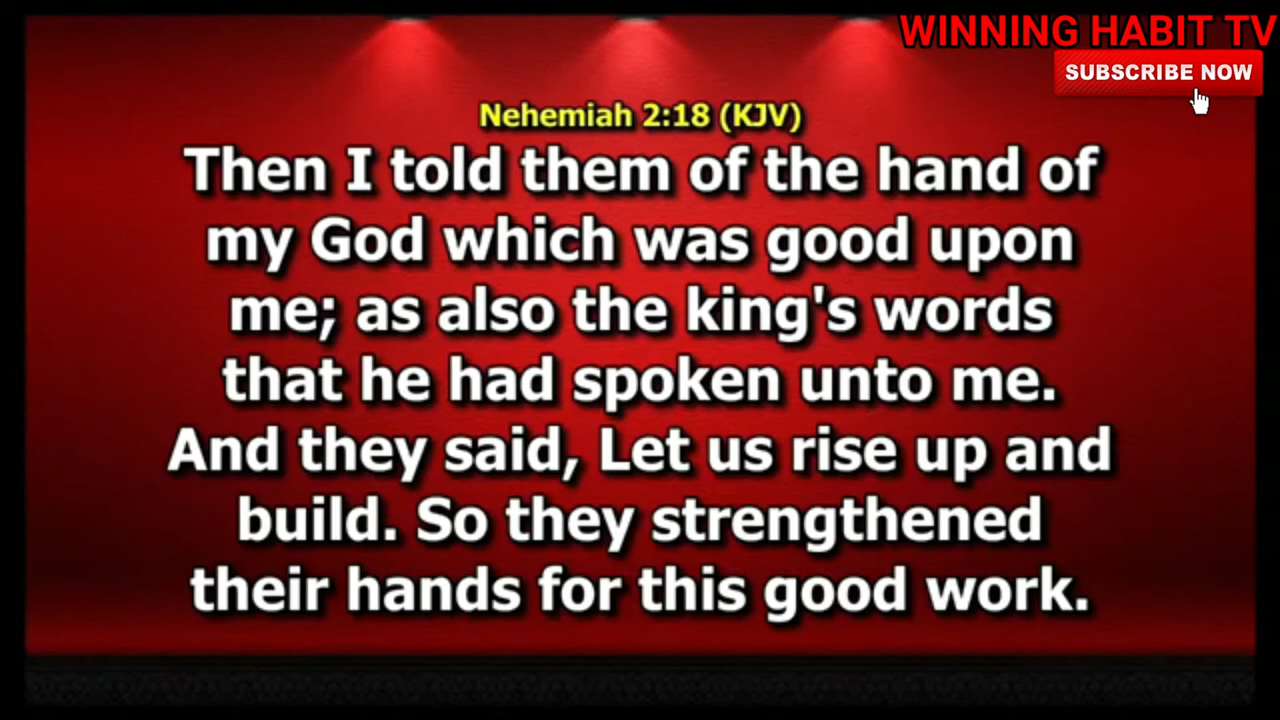 WINNING HABIT TV
SUBSCRIBE NOW
Nehemiah 2:18 (KJV)
Then I told them of the hand of
my God which was good upon
me; as also the king's words
that he had spoken unto me.
And they said, Let us rise up and
build. So they strengthened
their hands for this good work.